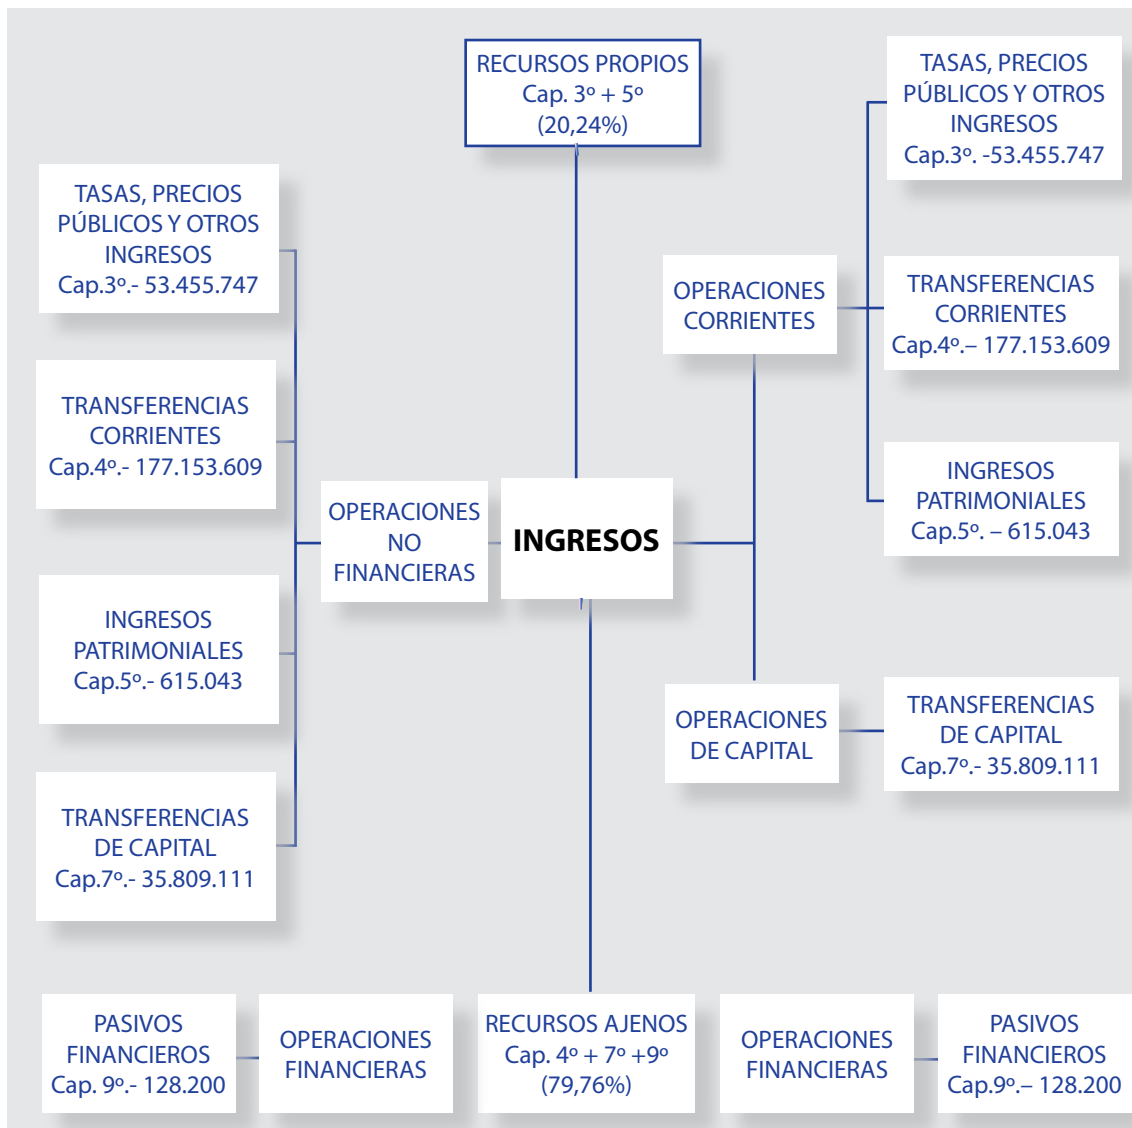 RECURSOS PROPIOS
Cap. 3º + 5º
(20,24%)
TASAS, PRECIOS
PÚBLICOS Y OTROS
INGRESOS
Cap.3º. -53.455.747
TASAS, PRECIOS
PÚBLICOS Y OTROS
INGRESOS
Cap.3º.- 53.455.747
OPERACIONES
CORRIENTES
TRANSFERENCIAS
CORRIENTES
Cap.4º.– 177.153.609
TRANSFERENCIAS
CORRIENTES
Cap.4º.- 177.153.609
INGRESOS
PATRIMONIALES
Cap.5º. – 615.043
OPERACIONES
NO
FINANCIERAS
INGRESOS
INGRESOS
PATRIMONIALES
Cap.5º.- 615.043
OPERACIONES
DE CAPITAL
TRANSFERENCIAS
DE CAPITAL
Cap.7º.- 35.809.111
TRANSFERENCIAS
DE CAPITAL
Cap.7º.- 35.809.111
PASIVOS
FINANCIEROS
Cap. 9º.- 128.200
OPERACIONES
FINANCIERAS
RECURSOS AJENOS
Cap. 4º + 7º +9º
(79,76%)
OPERACIONES
FINANCIERAS
PASIVOS
FINANCIEROS
Cap.9º.– 128.200